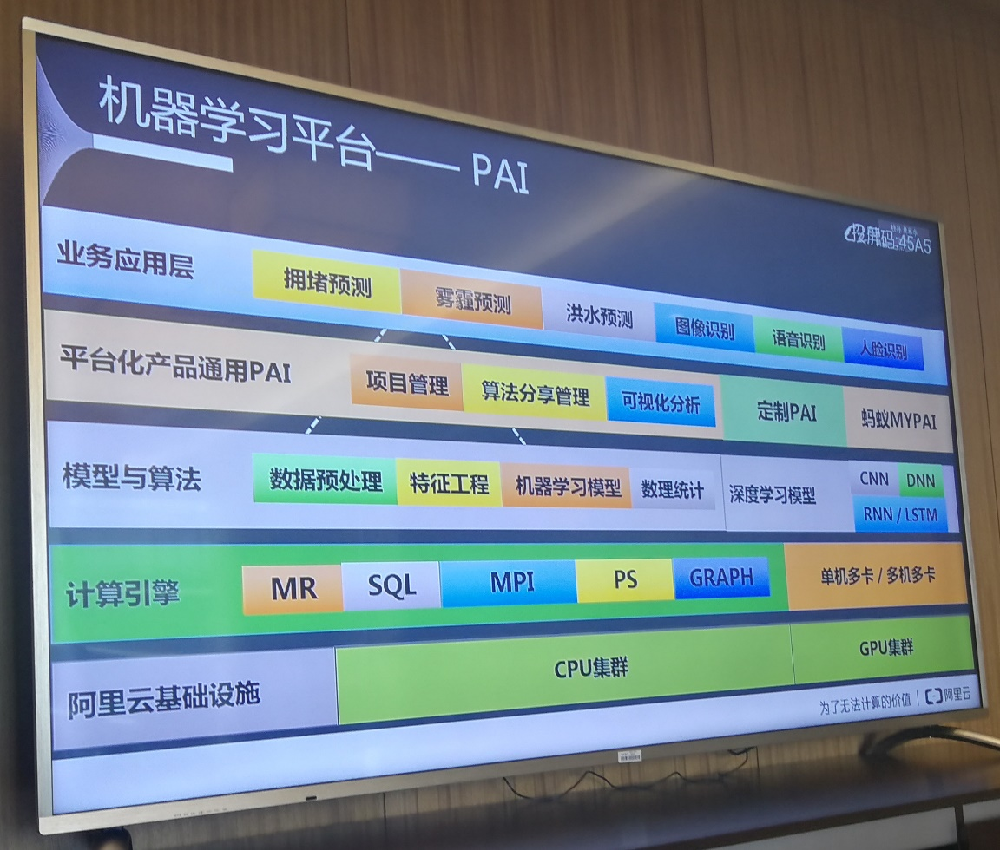 机器学习平台—— PAI
投屏码:45A5
业务应用层 拥堵预测 雾霾预测 洪水预测 图像识别 语音识别 人脸识别
平台化产品通用PAI 项目管理 算法分享管理 可视化分析 定制PAI 蚂蚁MYPAI
模型与算法 数据预处理 特征工程 机器学习模型 数理统计 深度学习模型 CNN DNN
RNN / LSTM
计算引擎 MR SQL MPI PS GRAPH 单机多卡 / 多机多卡
阿里云基础设施 CPU集群 GPU集群
为了无法计算的价值 | 阿里云